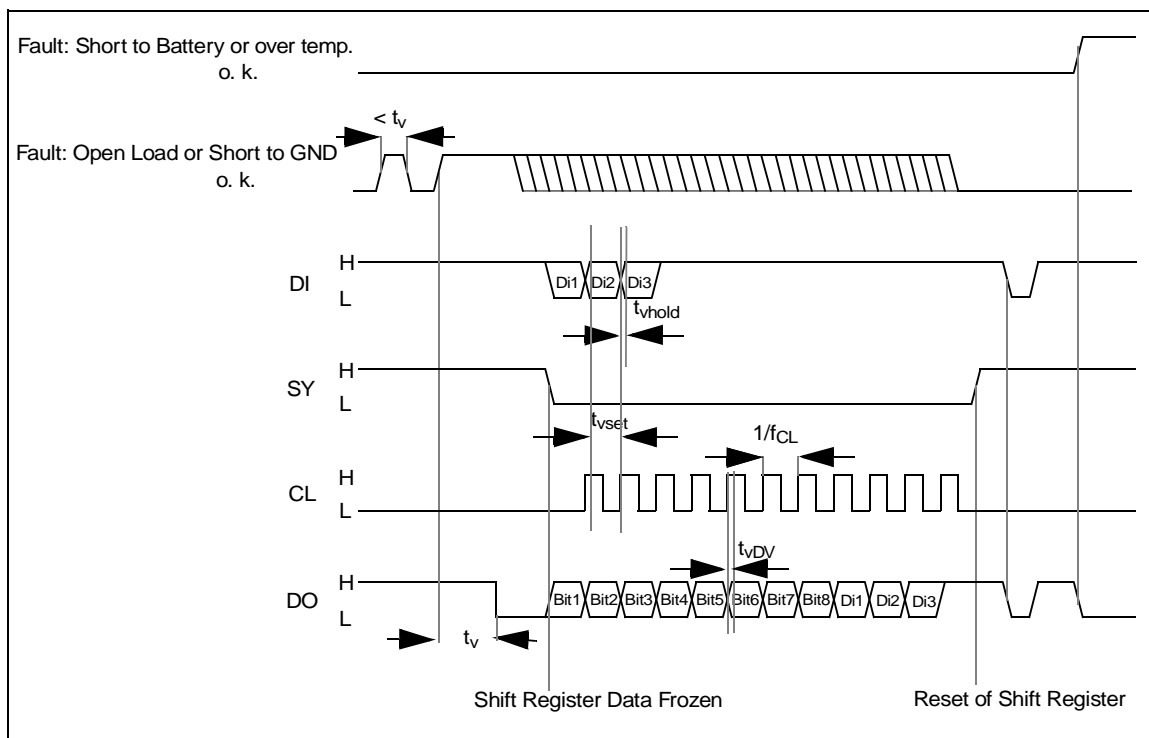 Fault: Short to Battery or over temp.
o. k.
< tv
Fault: Open Load or Short to GND
o. k.
DI
H
L
Di1 Di2 Di3
tvhold
SY
H
L
tvset
1/fCL
CL
H
L
tvDV
DO
H
L
Bit1 Bit2 Bit3 Bit4 Bit5 Bit6 Bit7 Bit8 Di1 Di2 Di3
tv
Shift Register Data Frozen
Reset of Shift Register